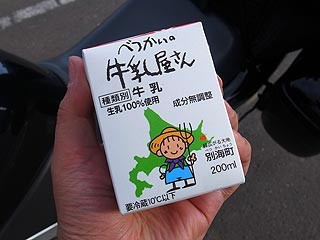 べつかいの
牛乳屋さん
種類別 牛乳
生乳100%使用 成分無調整
別海町
200ml
要冷蔵10℃以下